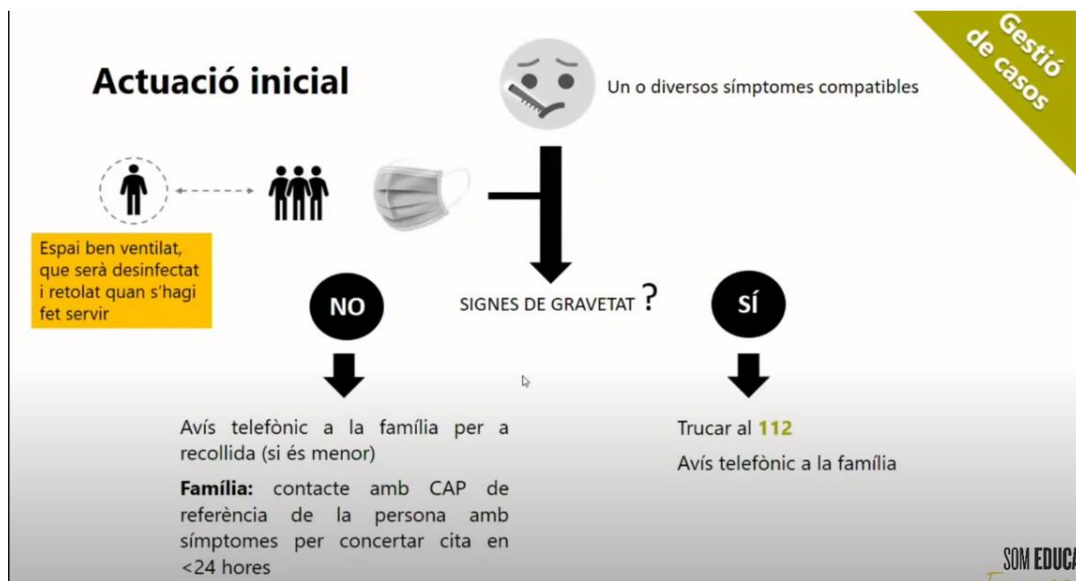 Gestió
de casos
Actuació inicial
Un o diversos símptomes compatibles
Espai ben ventilat,
que serà desinfectat
i retolat quan s'hagi
fet servir
NO
SIGNES DE GRAVETAT ?
SÍ
Avís telefònic a la família per a
recollida (si és menor)
Família: contacte amb CAP de
referència de la persona amb
símptomes per concertar cita en
<24 hores
Trucar al 112
Avís telefònic a la família
SOM EDUCA